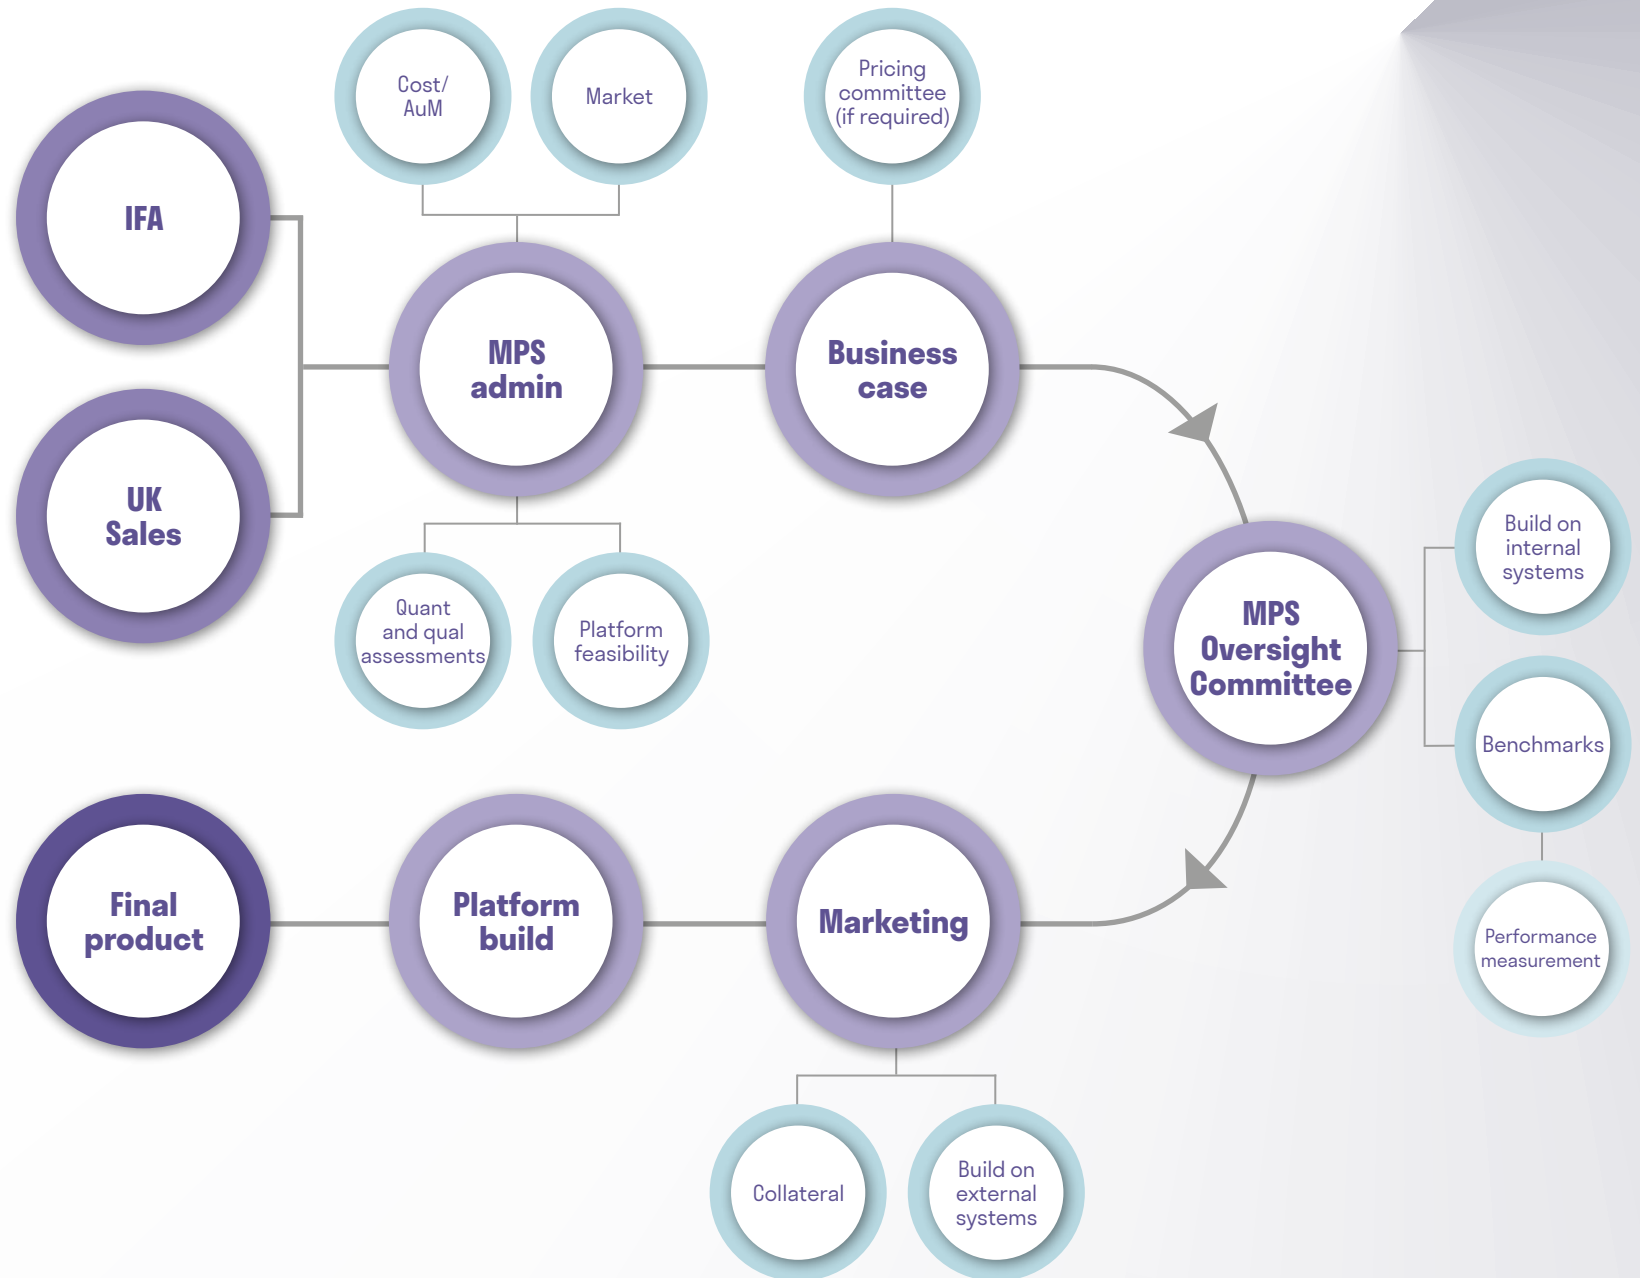 Cost/
AuM
Market
Pricing
committee
(if required)
IFA
MPS
admin
Business
case
UK
Sales
Quant
and qual
assessments
Platform
feasibility
MPS
Oversight
Committee
Build on
internal
systems
Benchmarks
Performance
measurement
Final
product
Platform
build
Marketing
Collateral
Build on
external
systems